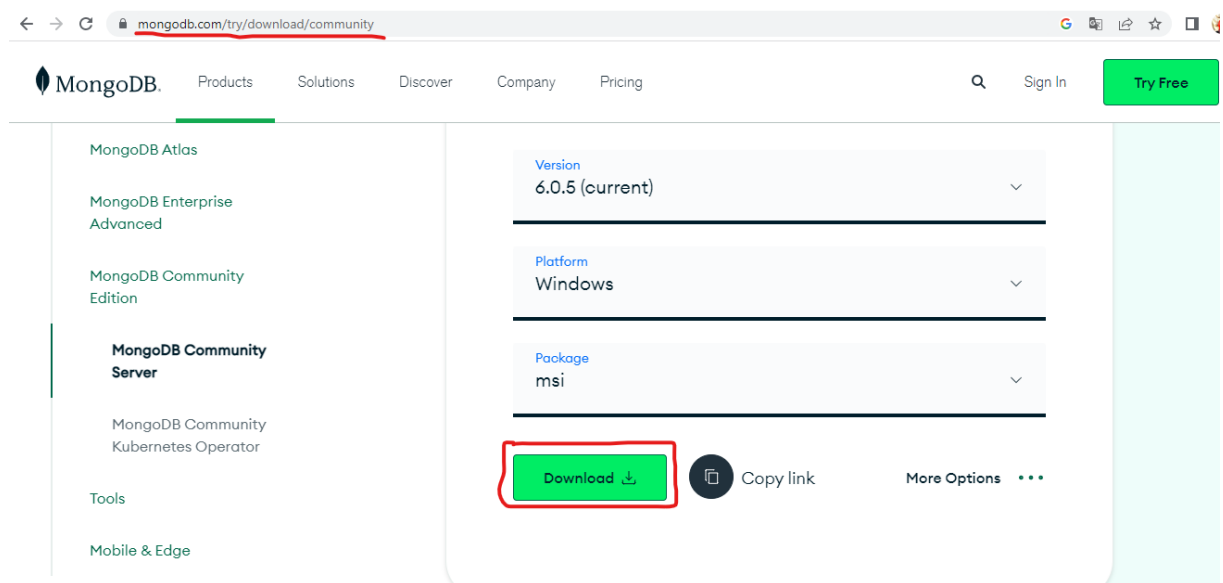 mongodb.com/try/download/community
MongoDB.
Products
Solutions
Discover
Company
Pricing
Sign In
Try Free
MongoDB Atlas
MongoDB Enterprise
Advanced
MongoDB Community
Edition
MongoDB Community
Server
MongoDB Community
Kubernetes Operator
Tools
Mobile & Edge
Version
6.0.5 (current)
Platform
Windows
Package
msi
Download
Copy link
More Options